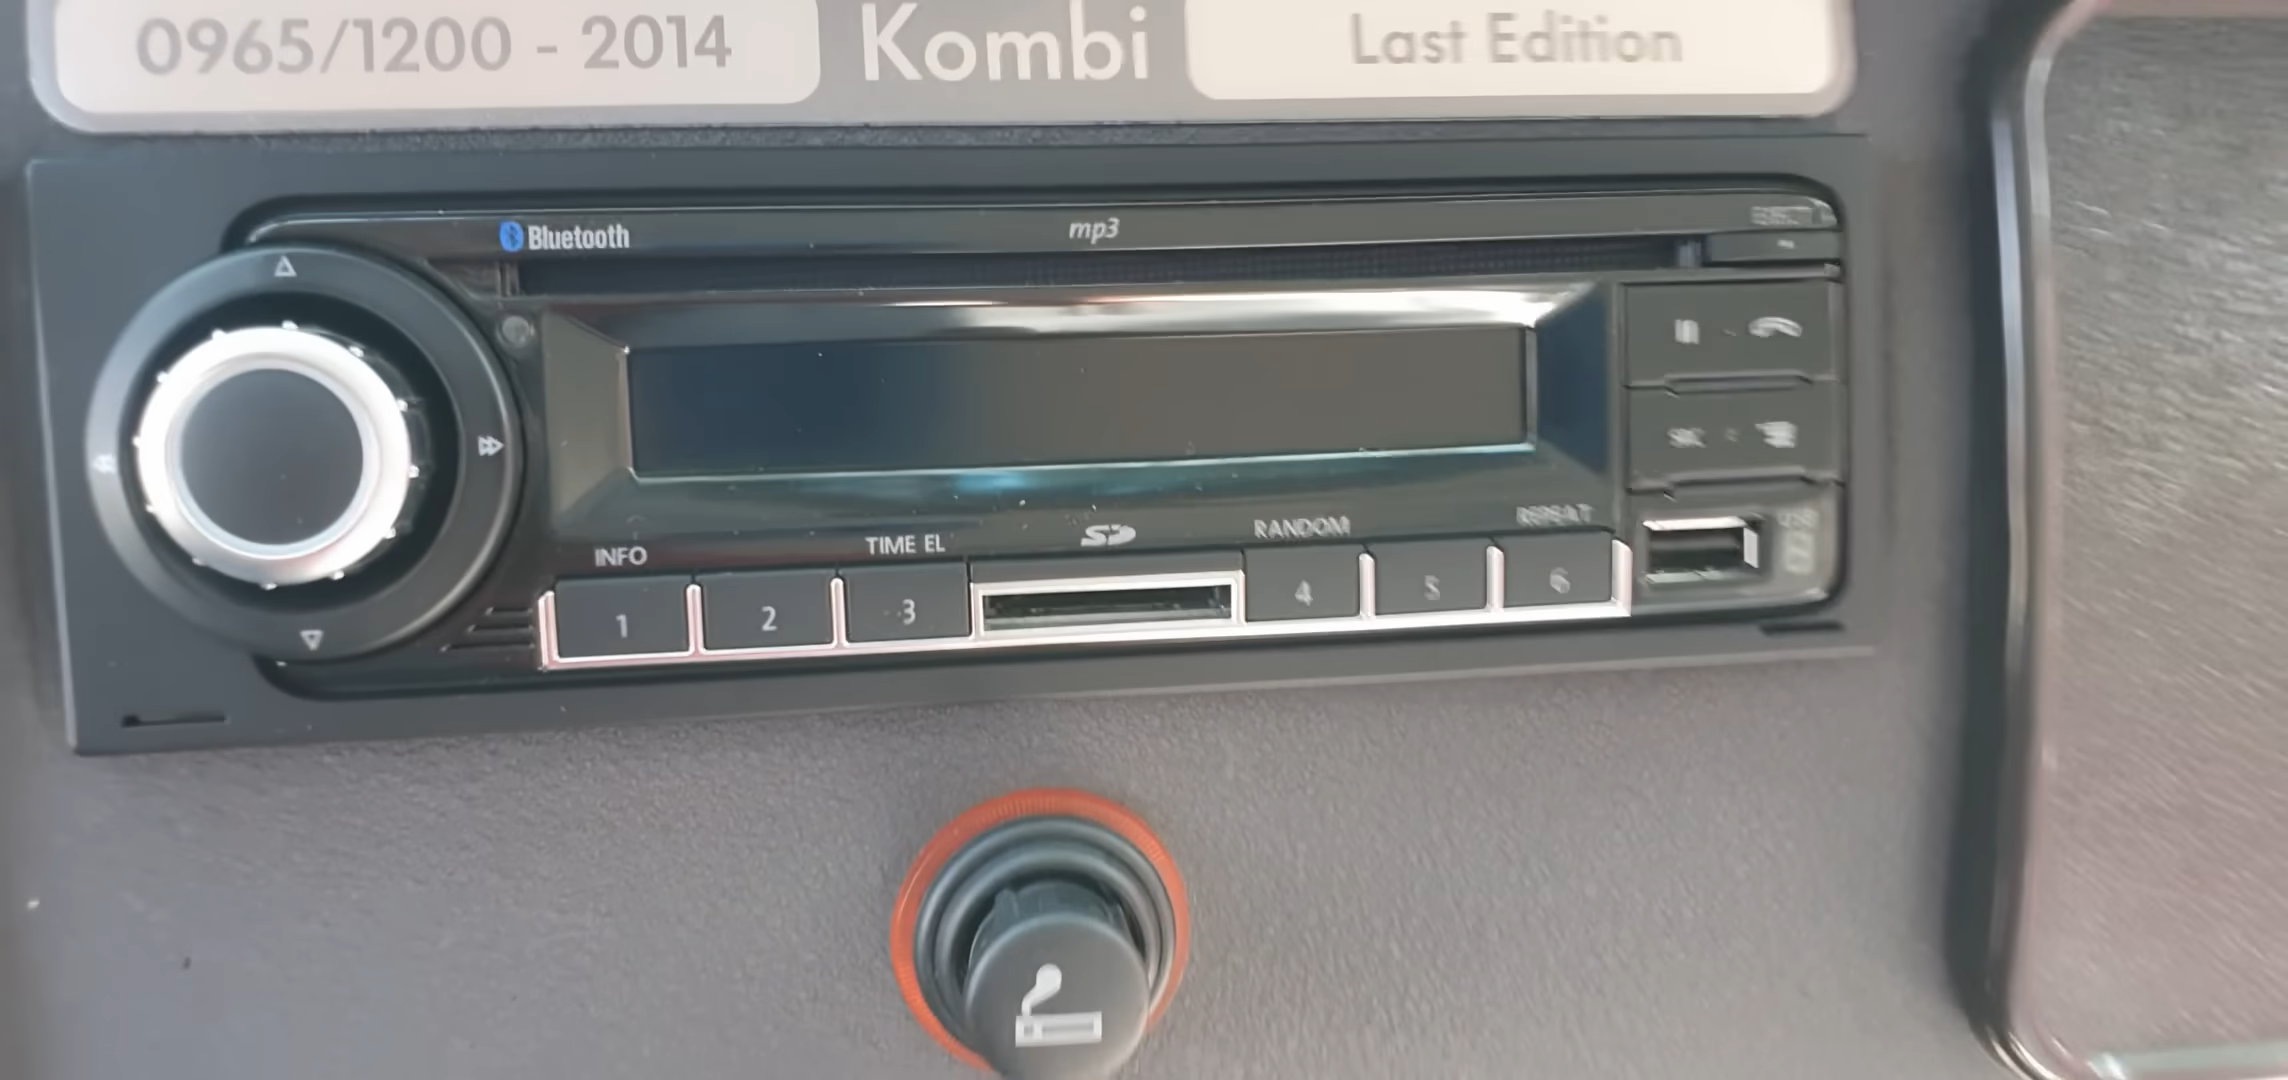 0965/1200 - 2014 Kombi Last Edition
Bluetooth mp3
INFO TIME EL SD RANDOM REPEAT
1 2 3 4 5 6